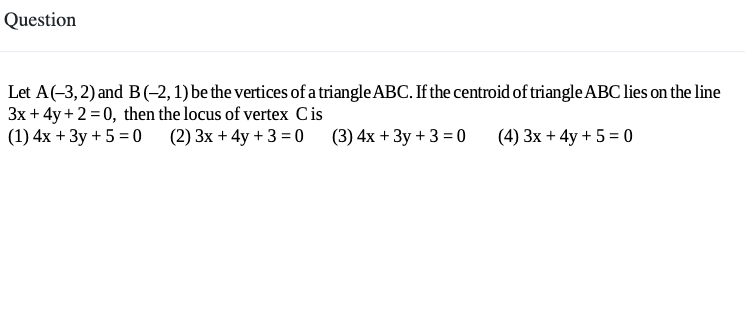 Question
Let A(–3, 2) and B (–2, 1) be the vertices of a triangle ABC. If the centroid of triangle ABC lies on the line
3x + 4y + 2 = 0, then the locus of vertex C is
(1) 4x + 3y + 5 = 0 (2) 3x + 4y + 3 = 0 (3) 4x + 3y + 3 = 0 (4) 3x + 4y + 5 = 0